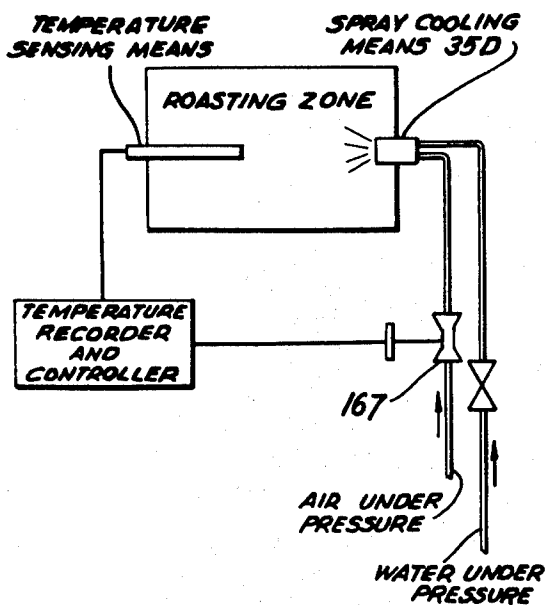 TEMPERATURE
SENSING MEANS
SPRAY COOLING
MEANS 35D
ROASTING ZONE
TEMPERATURE
RECORDER
AND
CONTROLLER
167
AIR UNDER
PRESSURE
WATER UNDER
PRESSURE